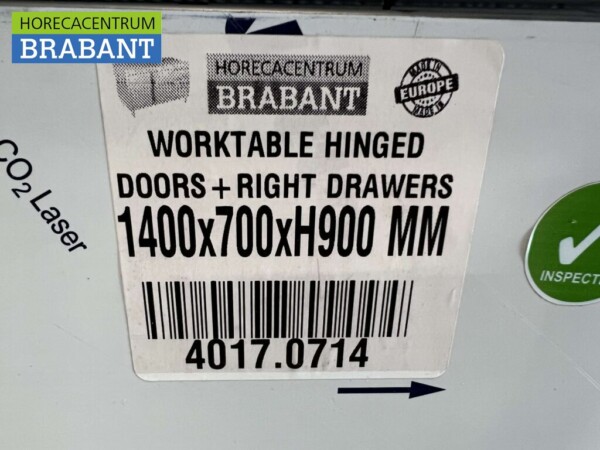 HORECACENTRUM
BRABANT
HORECACENTRUM
BRABANT
MADE IN
EUROPE
MADE IN
WORKTABLE HINGED
DOORS + RIGHT DRAWERS
1400x700xH900 MM
4017.0714
CO2 Laser
INSPECT